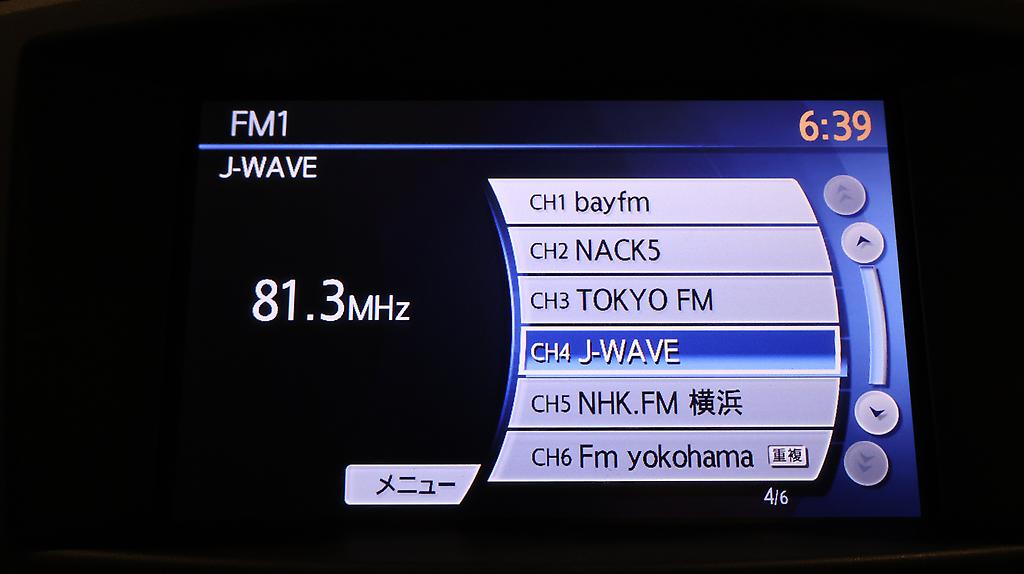 FM1
6:39
J-WAVE
81.3MHz
CH1 bayfm
CH2 NACK5
CH3 TOKYO FM
CH4 J-WAVE
CH5 NHK.FM 横浜
CH6 Fm yokohama 重複
メニュー
4/6